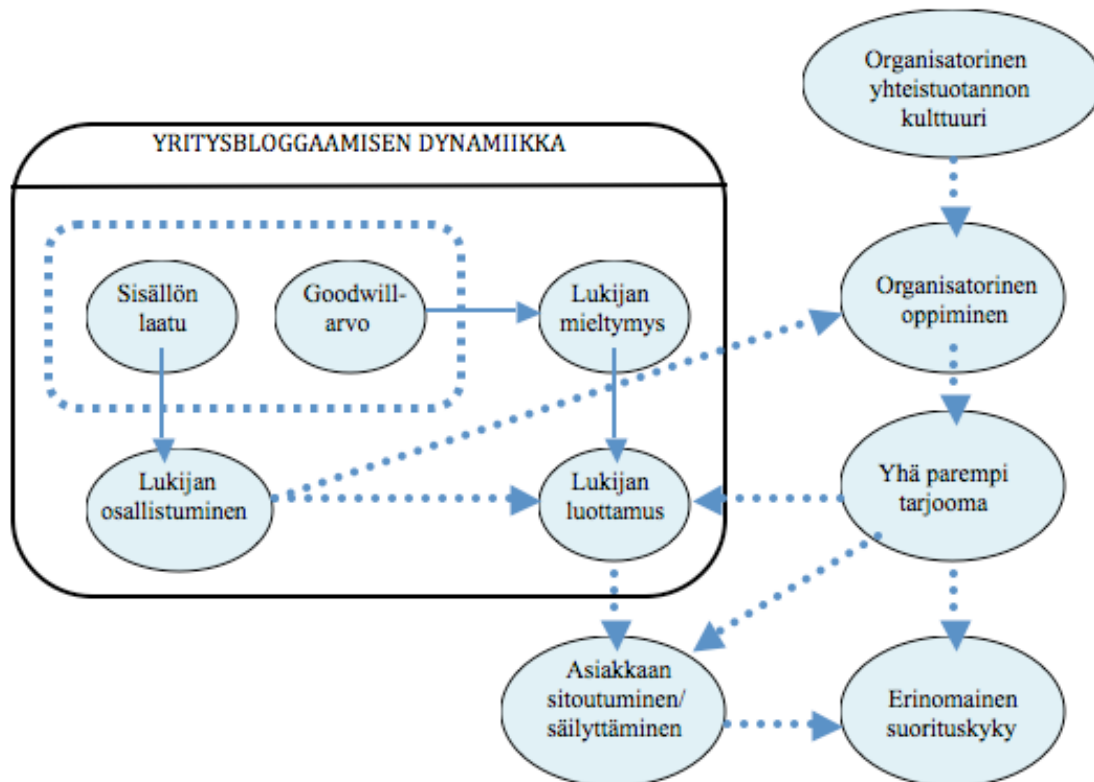 Organisatorinen
yhteistuotannon
kulttuuri
YRITYSBLOGGAAMISEN DYNAMIIKKA
Sisällön
laatu
Goodwill-
arvo
Lukijan
mieltymys
Organisatorinen
oppiminen
Lukijan
osallistuminen
Lukijan
luottamus
Yhä parempi
tarjooma
Asiakkaan
sitoutuminen/
säilyttäminen
Erinomainen
suorituskyky